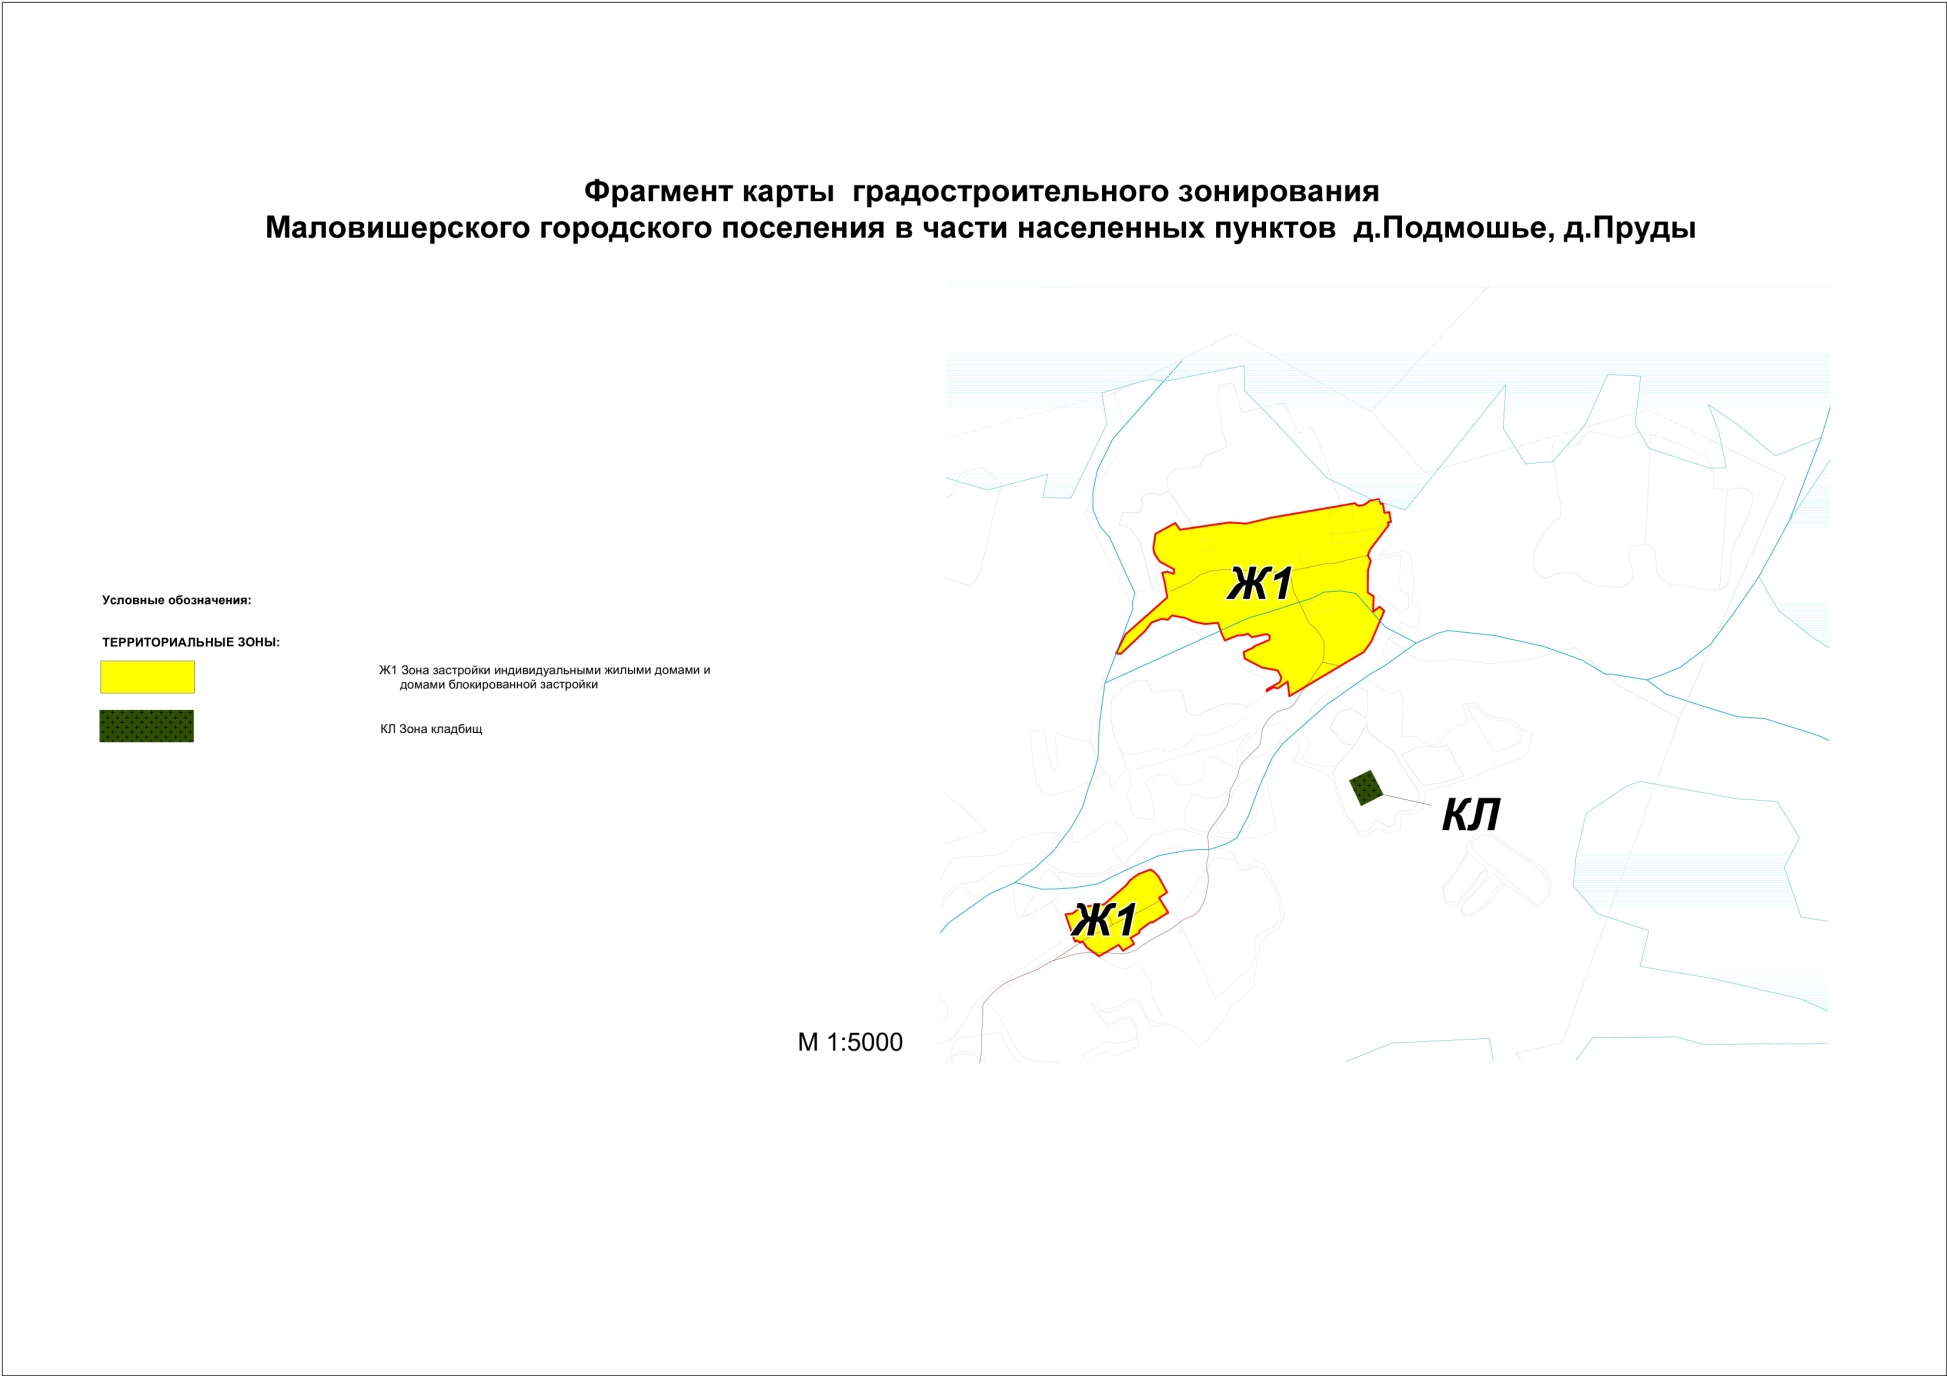 Фрагмент карты  градостроительного зонирования
Маловишерского городского поселения в части населенных пунктов  д.Подмошье, д.Пруды
Ж1
Условные обозначения:
ТЕРРИТОРИАЛЬНЫЕ ЗОНЫ:
Ж1 Зона застройки индивидуальными жилыми домами и
домами блокированной застройки
КЛ Зона кладбищ
КЛ
Ж1
М 1:5000